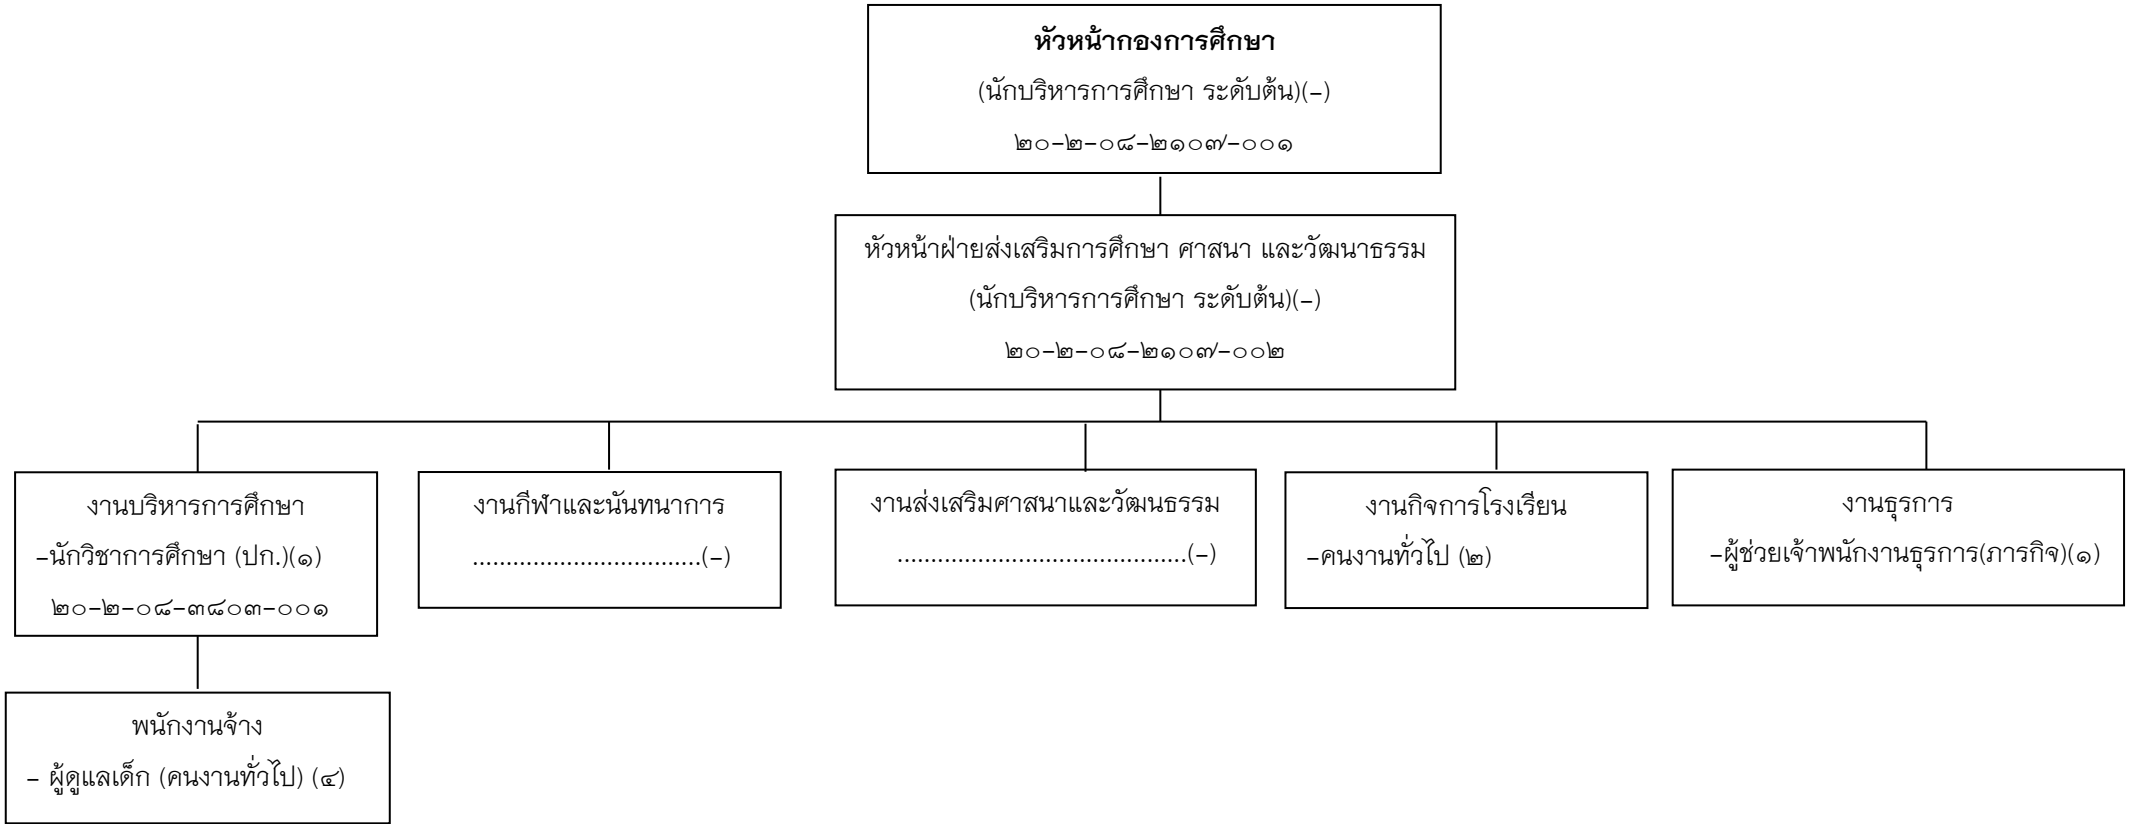 หัวหน้ากองการศึกษา
(นักบริหารการศึกษา ระดับต้น)(-)
๒๐-๒-๐๘-๒๑๐๗-๐๐๑
หัวหน้าฝ่ายส่งเสริมการศึกษา ศาสนา และวัฒนาธรรม
(นักบริหารการศึกษา ระดับต้น)(-)
๒๐-๒-๐๘-๒๑๐๗-๐๐๒
งานบริหารการศึกษา
-นักวิชาการศึกษา (ปก.)(๑)
๒๐-๒-๐๘-๓๘๐๓-๐๐๑
งานกีฬาและนันทนาการ
..................................(-)
งานส่งเสริมศาสนาและวัฒนธรรม
...........................................(-)
งานกิจการโรงเรียน
-คนงานทั่วไป (๒)
งานธุรการ
-ผู้ช่วยเจ้าพนักงานธุรการ(ภารกิจ)(๑)
พนักงานจ้าง
- ผู้ดูแลเด็ก (คนงานทั่วไป) (๔)